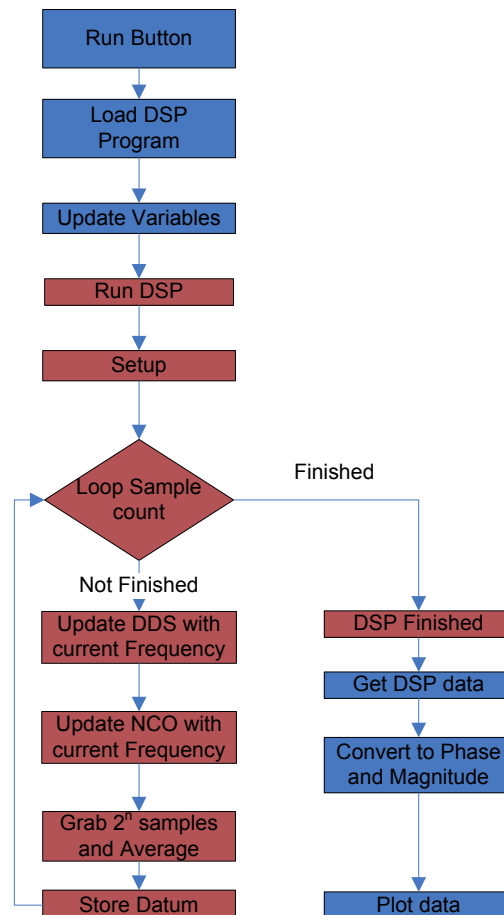 Run Button
Load DSP
Program
Update Variables
Run DSP
Setup
Loop Sample
count
Finished
Not Finished
Update DDS with
current Frequency
Update NCO with
current Frequency
Grab 2ⁿ samples
and Average
Store Datum
DSP Finished
Get DSP data
Convert to Phase
and Magnitude
Plot data